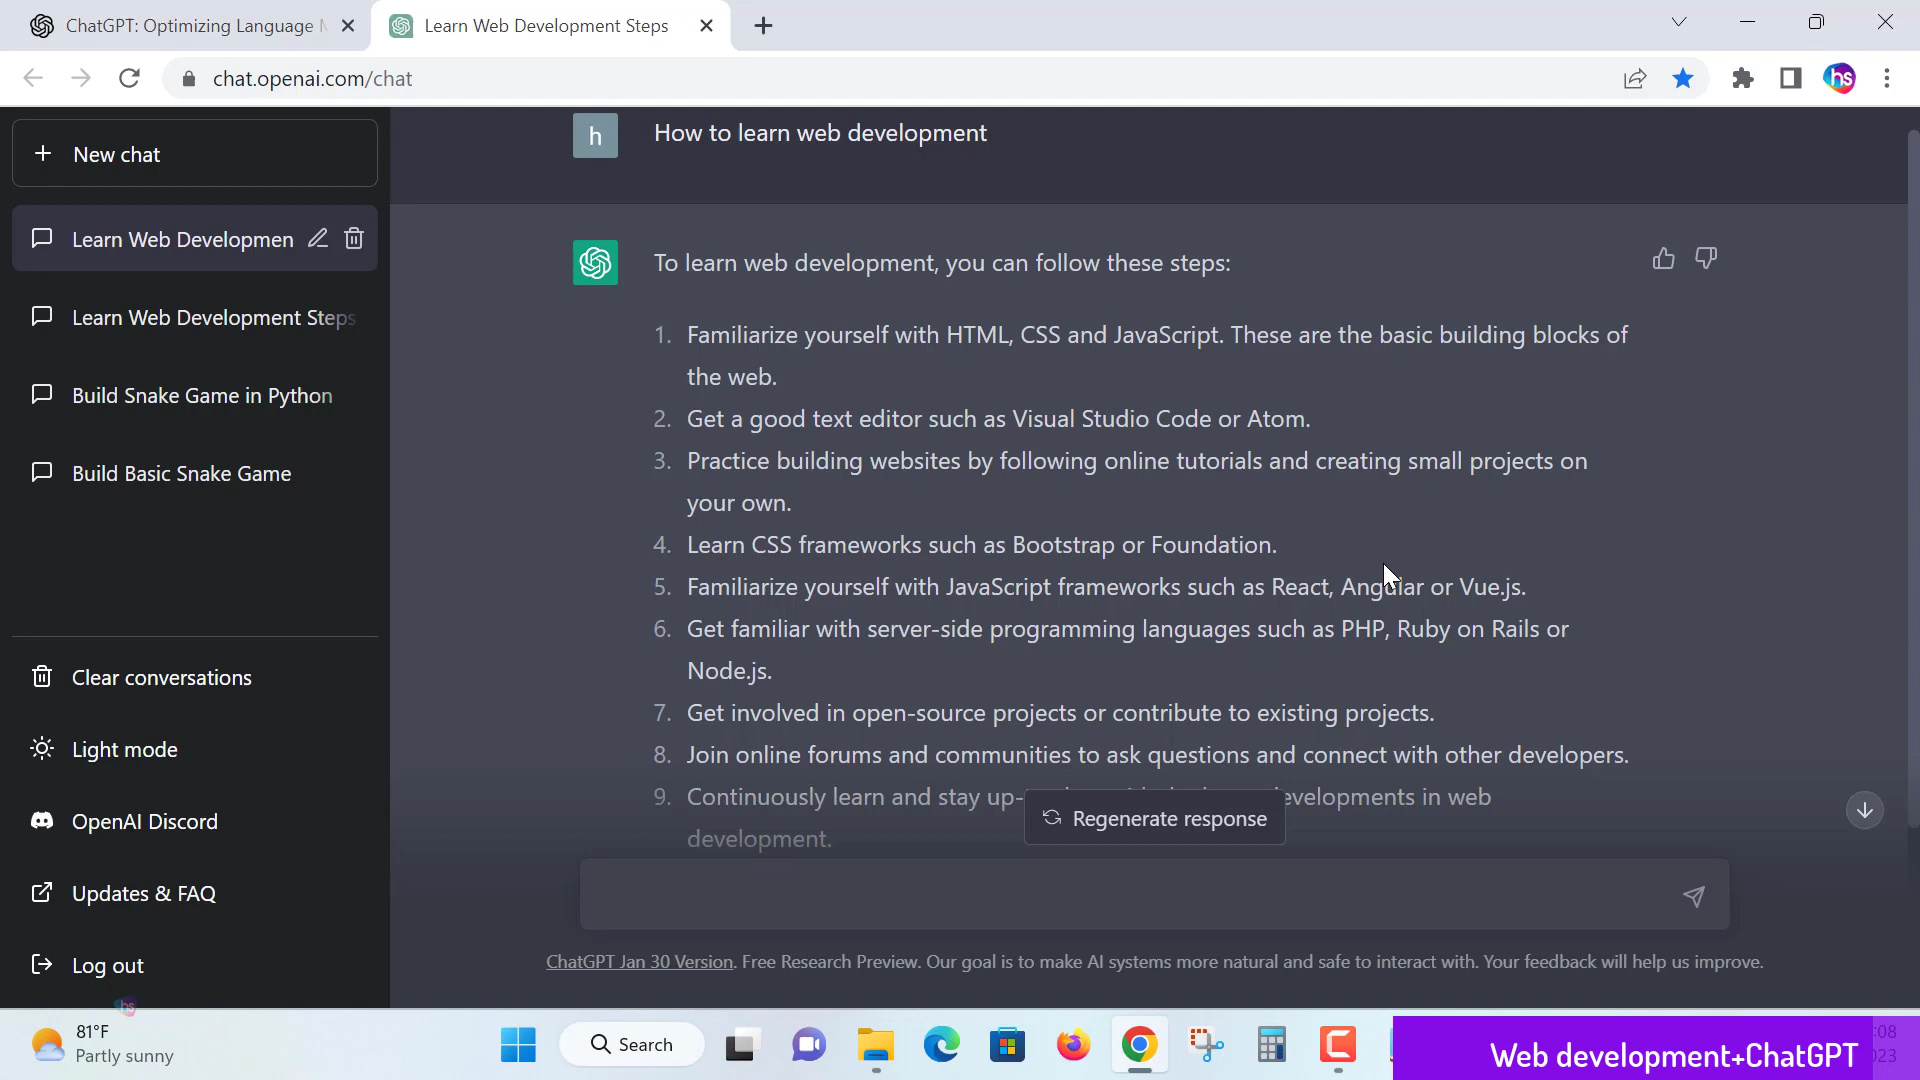 ChatGPT: Optimizing Language
Learn Web Development Steps
chat.openai.com/chat
hs
New chat
Learn Web Developmen
Learn Web Development Steps
Build Snake Game in Python
Build Basic Snake Game
Clear conversations
Light mode
OpenAI Discord
Updates & FAQ
Log out
h
How to learn web development
To learn web development, you can follow these steps:
1. Familiarize yourself with HTML, CSS and JavaScript. These are the basic building blocks of
the web.
2. Get a good text editor such as Visual Studio Code or Atom.
3. Practice building websites by following online tutorials and creating small projects on
your own.
4. Learn CSS frameworks such as Bootstrap or Foundation.
5. Familiarize yourself with JavaScript frameworks such as React, Angular or Vue.js.
6. Get familiar with server-side programming languages such as PHP, Ruby on Rails or
Node.js.
7. Get involved in open-source projects or contribute to existing projects.
8. Join online forums and communities to ask questions and connect with other developers.
9. Continuously learn and stay up- evelopments in web
development.
Regenerate response
ChatGPT Jan 30 Version. Free Research Preview. Our goal is to make AI systems more natural and safe to interact with. Your feedback will help us improve.
hs
81°F
Partly sunny
Search
Web development+ChatGPT
:08
023